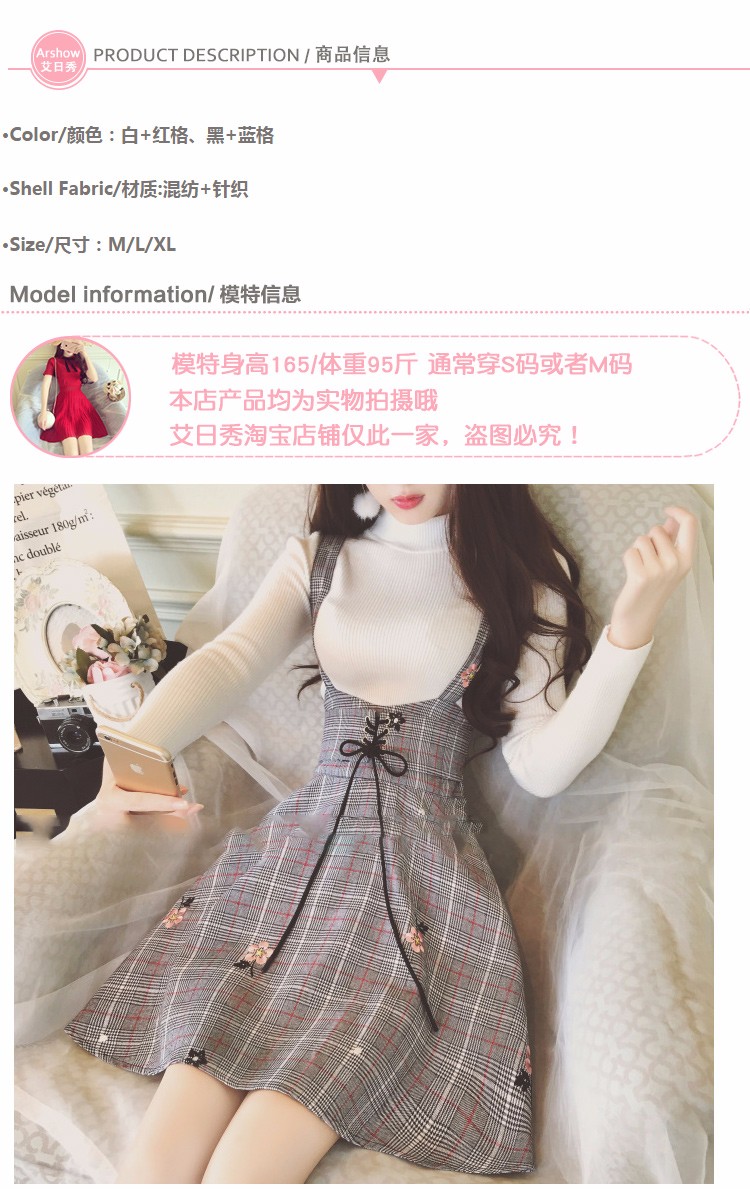 Arshow
艾日秀
PRODUCT DESCRIPTION / 商品信息
•Color/颜色：白+红格、黑+蓝格
•Shell Fabric/材质:混纺+针织
•Size/尺寸：M/L/XL
Model information/ 模特信息
模特身高165/体重95斤 通常穿S码或者M码
本店产品均为实物拍摄哦
艾日秀淘宝店铺仅此一家，盗图必究！
pier végétal
aisseur 180g/m²:
nc doublé